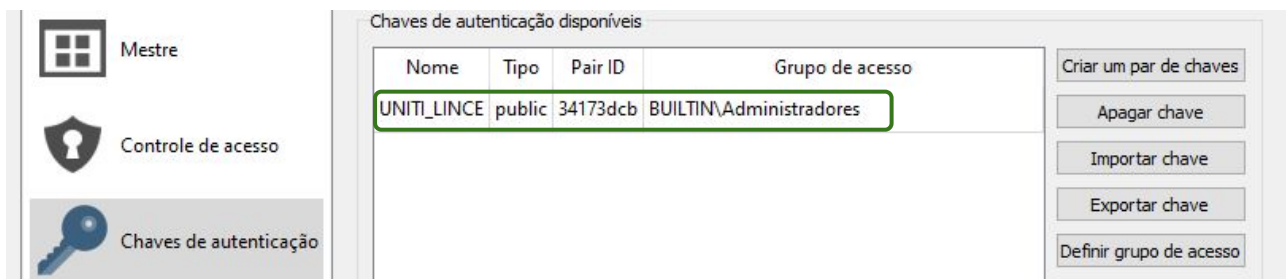 Mestre
Controle de acesso
Chaves de autenticação
Chaves de autenticação disponíveis
Nome Tipo Pair ID Grupo de acesso
UNITI_LINCE public 34173dcb BUILTIN\Administradores
Criar um par de chaves
Apagar chave
Importar chave
Exportar chave
Definir grupo de acesso